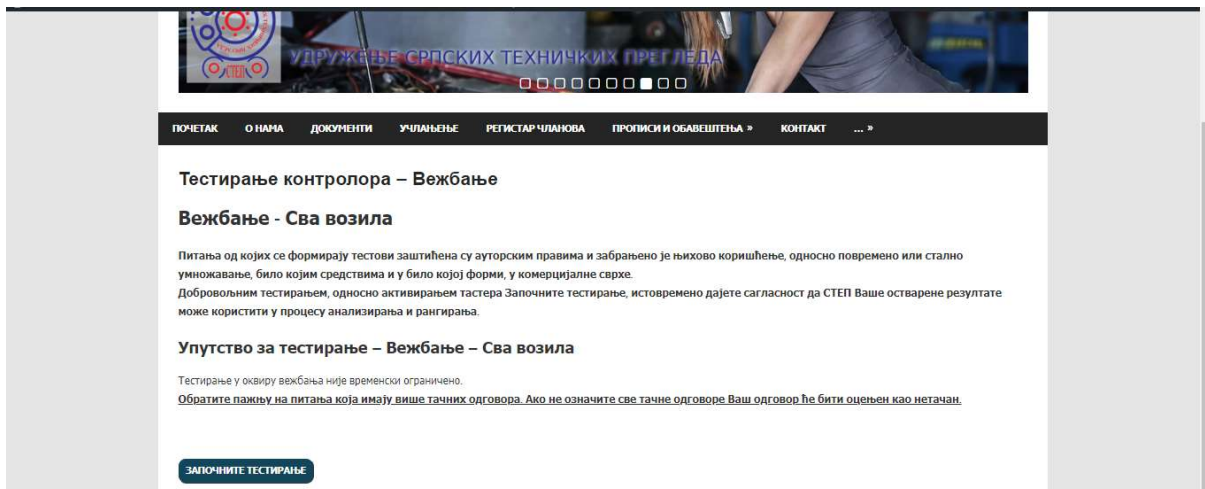 СТЕП
УДРУЖЕЊЕ СРПСКИХ ТЕХНИЧКИХ ПРЕГЛЕДА
ПОЧЕТАК О НАМА ДОКУМЕНТИ УЧЛАЊЕЊЕ РЕГИСТАР ЧЛАНОВА ПРОПИСИ И ОБАВЕШТЕЊА » КОНТАКТ ... »
Тестирање контролора – Вежбање
Вежбање - Сва возила
Питања од којих се формирају тестови заштићена су ауторским правима и забрањено је њихово коришћење, односно повремено или стално
умножавање, било којим средствима и у било којој форми, у комерцијалне сврхе.
Добровољним тестирањем, односно активирањем тастера Започните тестирање, истовремено дајете сагласност да СТЕП Ваше остварене резултате
може користити у процесу анализирања и рангирања.
Упутство за тестирање – Вежбање – Сва возила
Тестирање у оквиру вежбања није временски ограничено.
Обратите пажњу на питања која имају више тачних одговора. Ако не означите све тачне одговоре Ваш одговор ће бити оцењен као нетачан.
ЗАПОЧНИТЕ ТЕСТИРАЊЕ